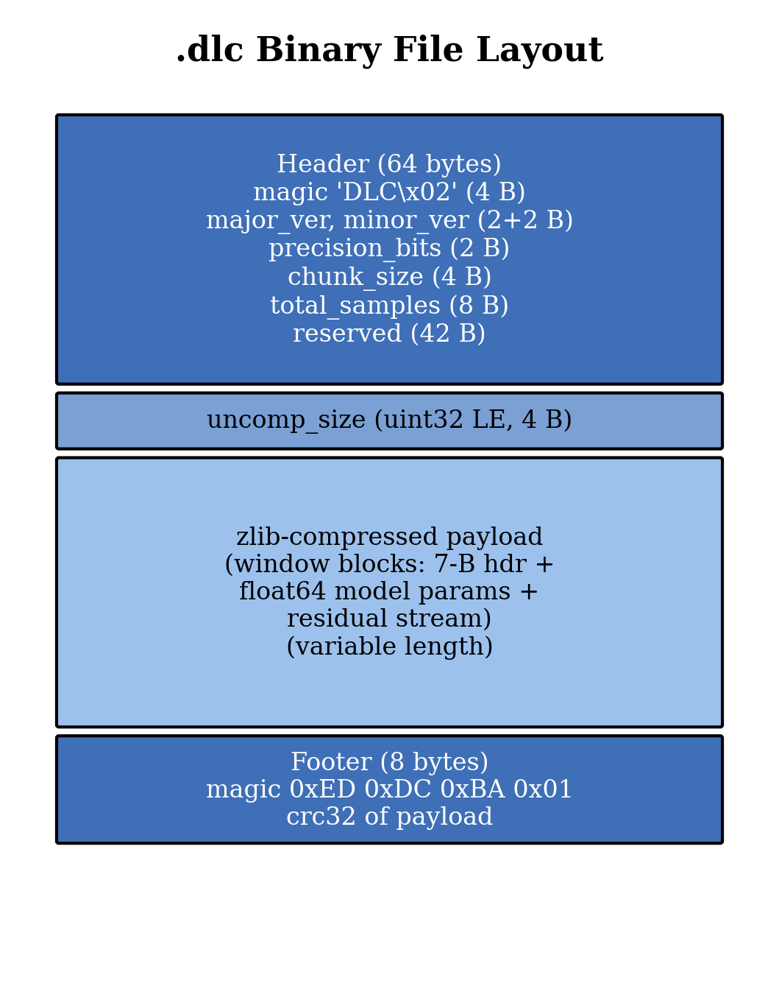 .dlc Binary File Layout
Header (64 bytes)
magic 'DLC\x02' (4 B)
major_ver, minor_ver (2+2 B)
precision_bits (2 B)
chunk_size (4 B)
total_samples (8 B)
reserved (42 B)
uncomp_size (uint32 LE, 4 B)
zlib-compressed payload
(window blocks: 7-B hdr +
float64 model params +
residual stream)
(variable length)
Footer (8 bytes)
magic 0xED 0xDC 0xBA 0x01
crc32 of payload